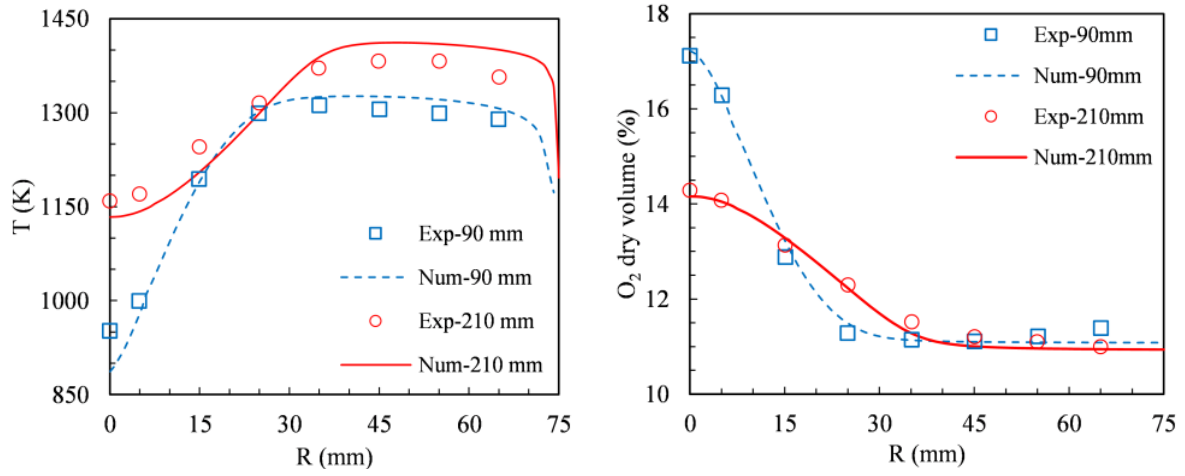 1450
1300
1150
1000
850
T (K)
Exp-90 mm
Num-90 mm
Exp-210 mm
Num-210 mm
0
15
30
45
60
75
R (mm)
18
16
14
12
10
O₂ dry volume (%)
Exp-90mm
Num-90mm
Exp-210mm
Num-210mm
0
15
30
45
60
75
R (mm)